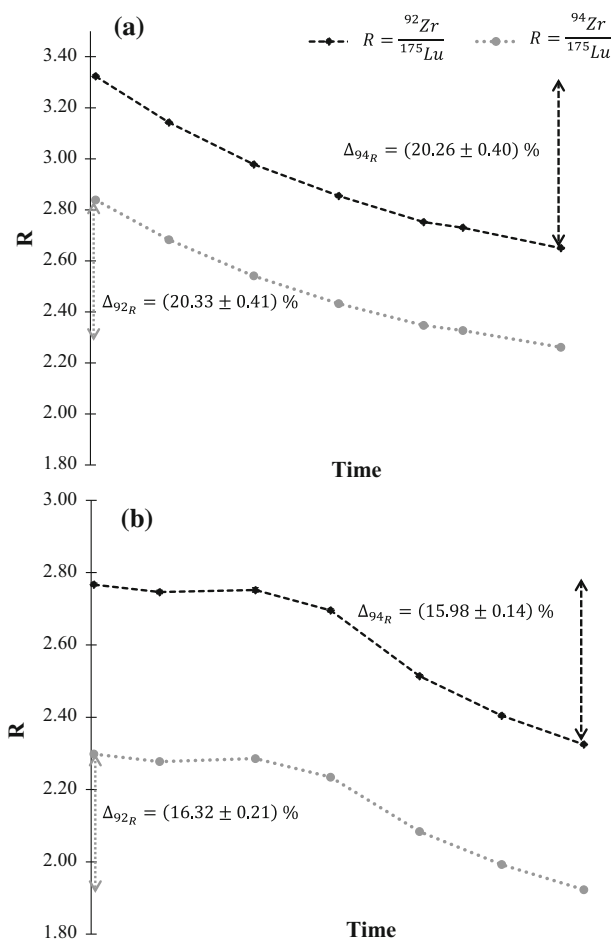 (a)
R = ⁹²Zr/¹⁷⁵Lu
R = ⁹⁴Zr/¹⁷⁵Lu
3.40
3.20
3.00
2.80
2.60
2.40
2.20
2.00
1.80
R
Δ₉₄R = (20.26 ± 0.40) %
Δ₉₂R = (20.33 ± 0.41) %
Time
(b)
3.00
2.80
2.60
2.40
2.20
2.00
1.80
R
Δ₉₄R = (15.98 ± 0.14) %
Δ₉₂R = (16.32 ± 0.21) %
Time